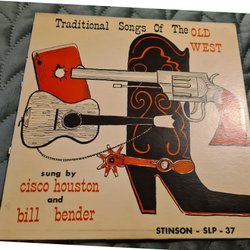 Traditional Songs Of The OLD
WEST
sung by
cisco houston
and
bill bender
STINSON - SLP - 37